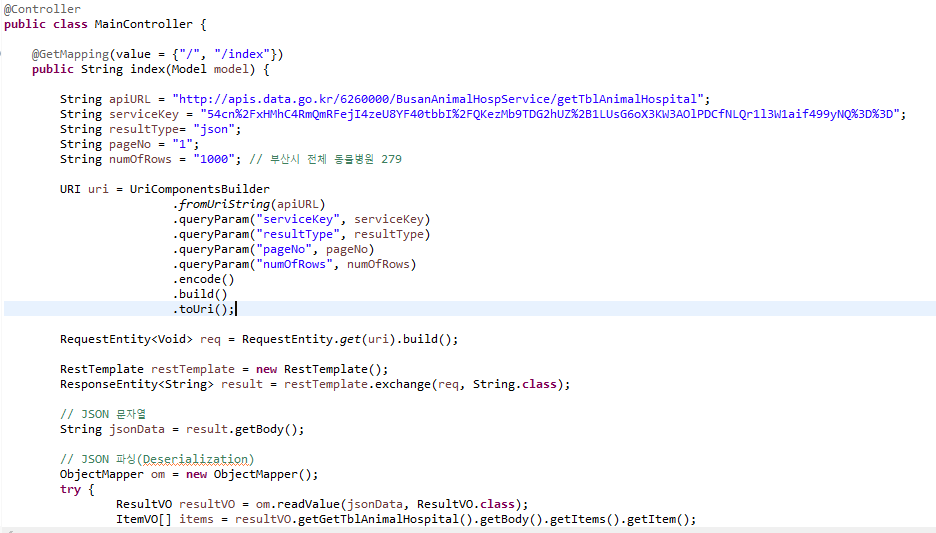 @Controller
public class MainController {
@GetMapping(value = {"/", "/index"})
public String index(Model model) {
String apiURL = "http://apis.data.go.kr/6260000/BusanAnimalHospService/getTblAnimalHospital";
String serviceKey = "54cn%2FxHMhC4RmQmRFejI4zeU8YF40tbbI%2FQKezMb9TDG2hUZ%2B1LUsG6oX3KW3AOlPDCfNLQr1l3W1aif499yNQ%3D%3D";
String resultType= "json";
String pageNo = "1";
String numOfRows = "1000"; // 부산시 전체 동물병원 279
URI uri = UriComponentsBuilder
.fromUriString(apiURL)
.queryParam("serviceKey", serviceKey)
.queryParam("resultType", resultType)
.queryParam("pageNo", pageNo)
.queryParam("numOfRows", numOfRows)
.encode()
.build()
.toUri();
RequestEntity<Void> req = RequestEntity.get(uri).build();
RestTemplate restTemplate = new RestTemplate();
ResponseEntity<String> result = restTemplate.exchange(req, String.class);
// JSON 문자열
String jsonData = result.getBody();
// JSON 파싱(Deserialization)
ObjectMapper om = new ObjectMapper();
try {
ResultVO resultVO = om.readValue(jsonData, ResultVO.class);
ItemVO[] items = resultVO.getGetTblAnimalHospital().getBody().getItems().getItem();